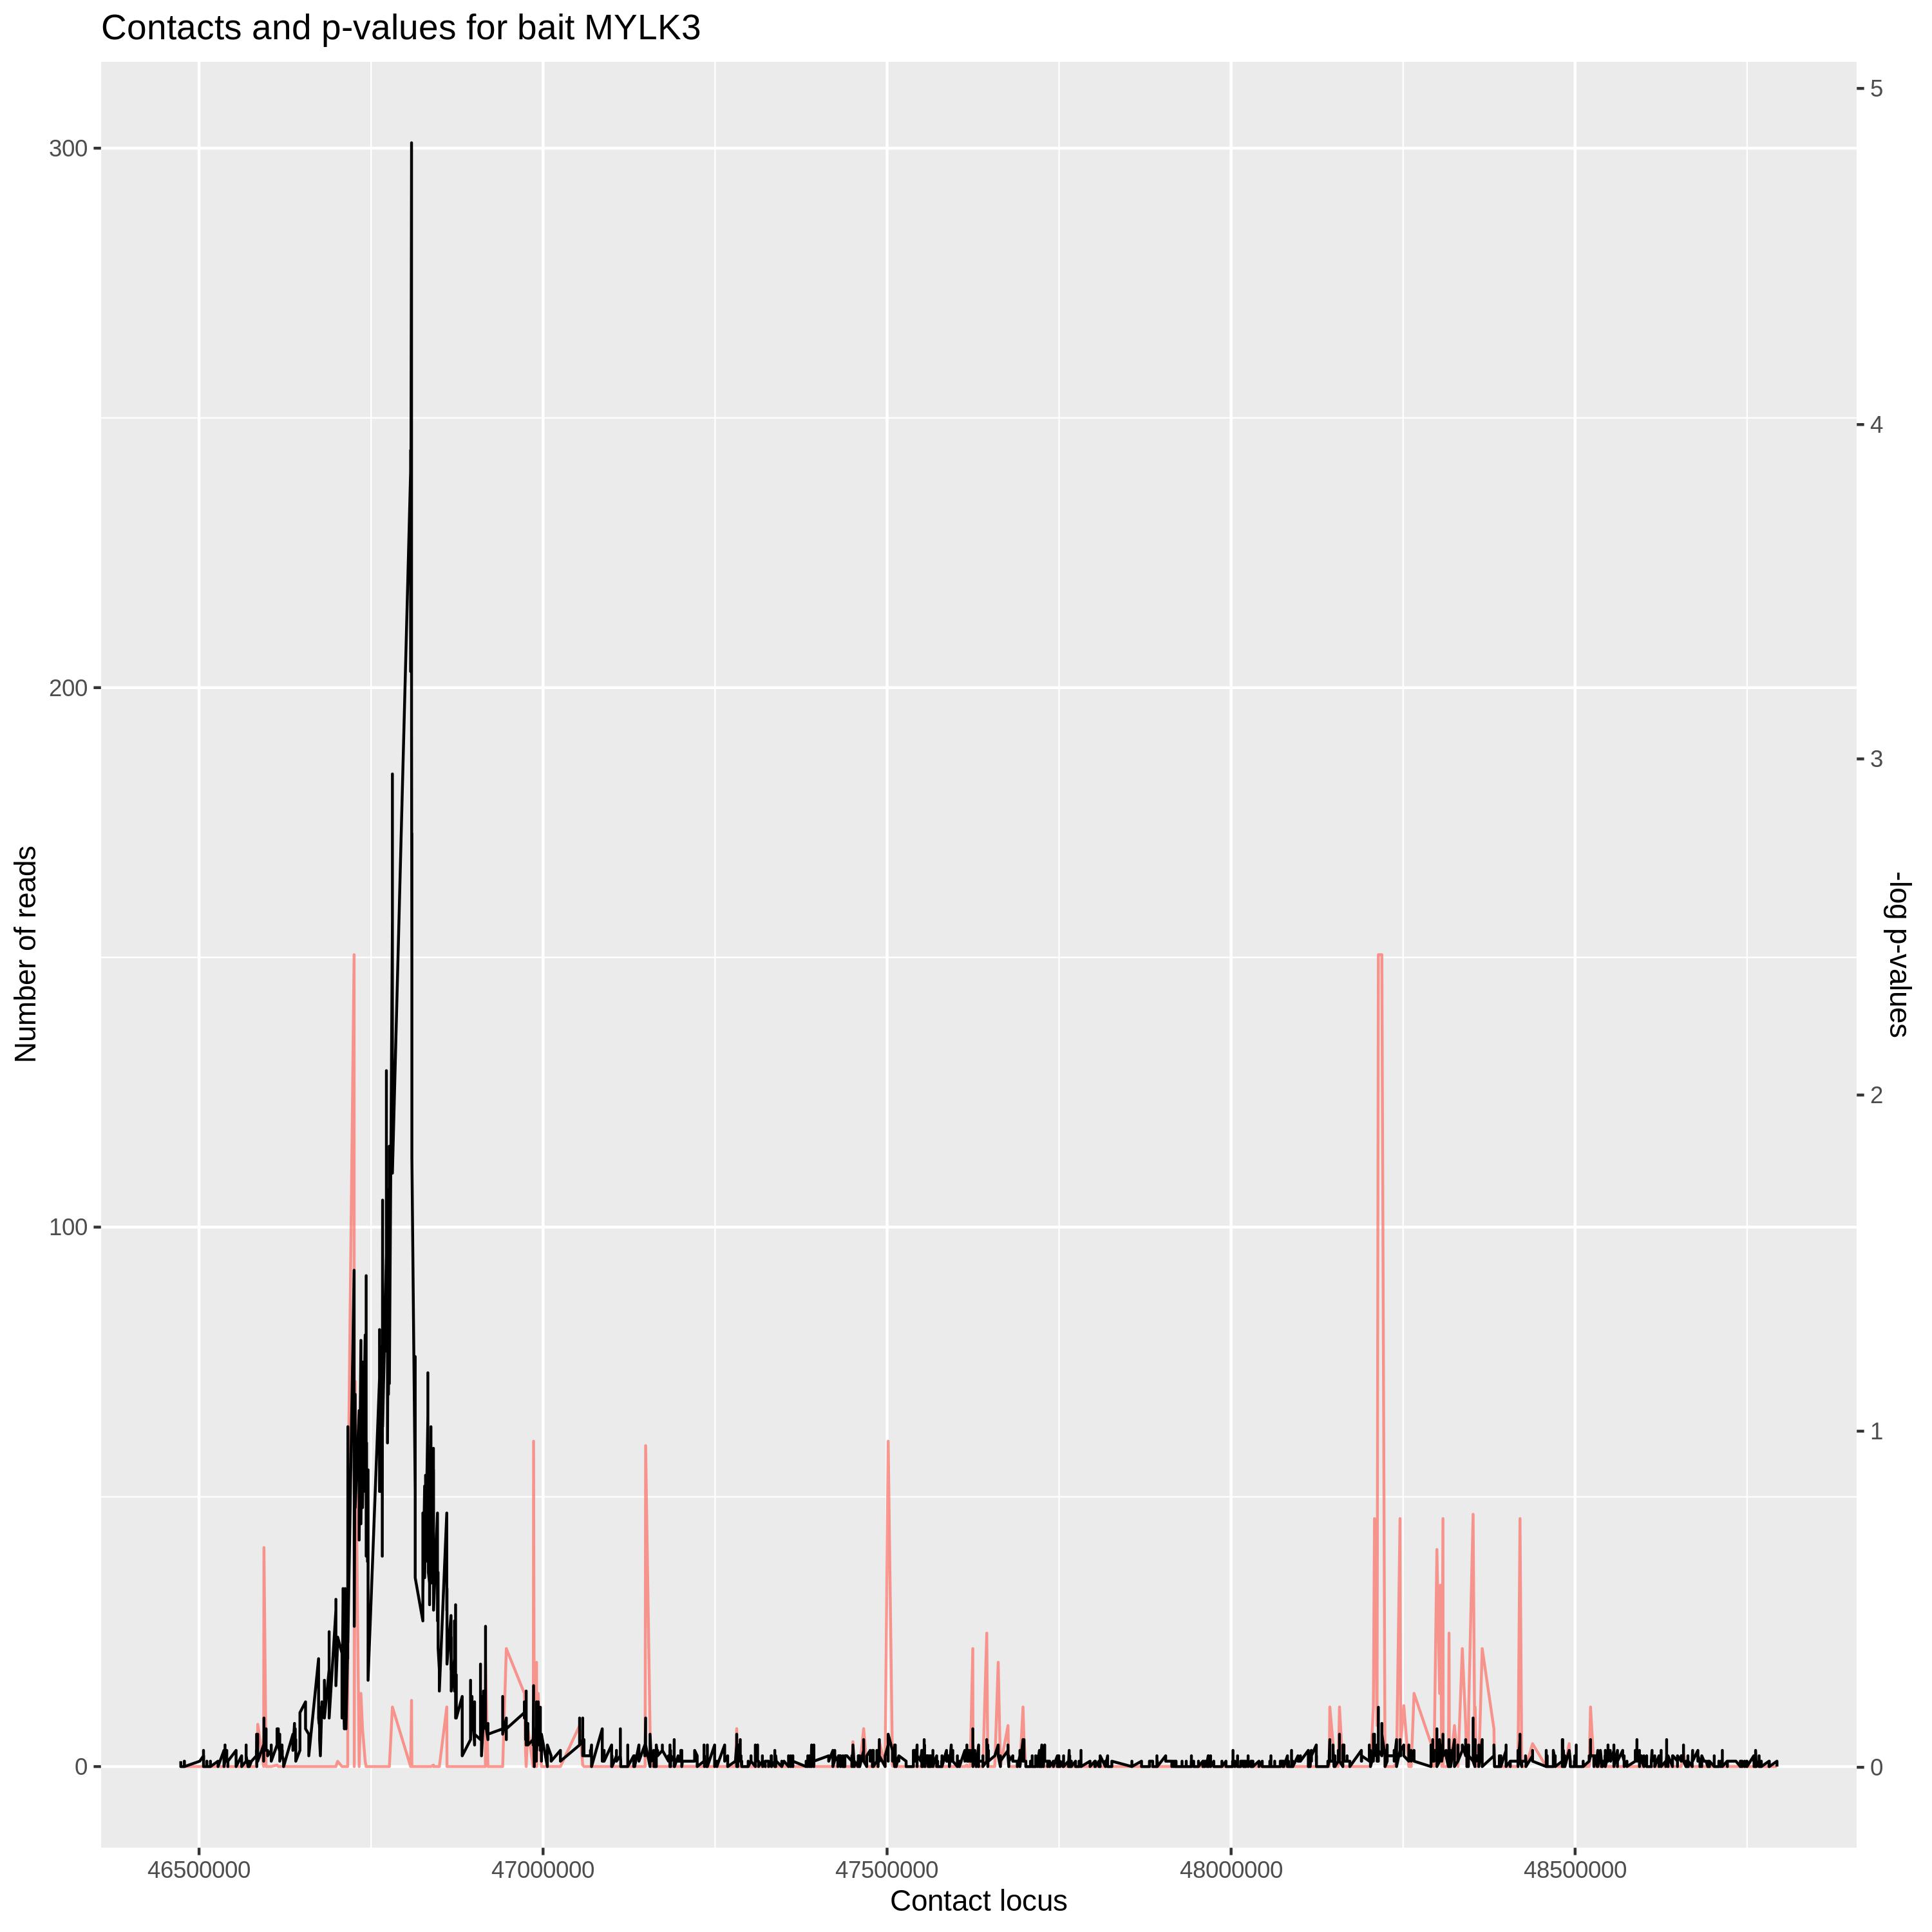 Contacts and p-values for bait MYLK3
Number of reads
300
200
100
0
5
4
3
2
1
0
-log p-values
46500000 47000000 47500000 48000000 48500000
Contact locus